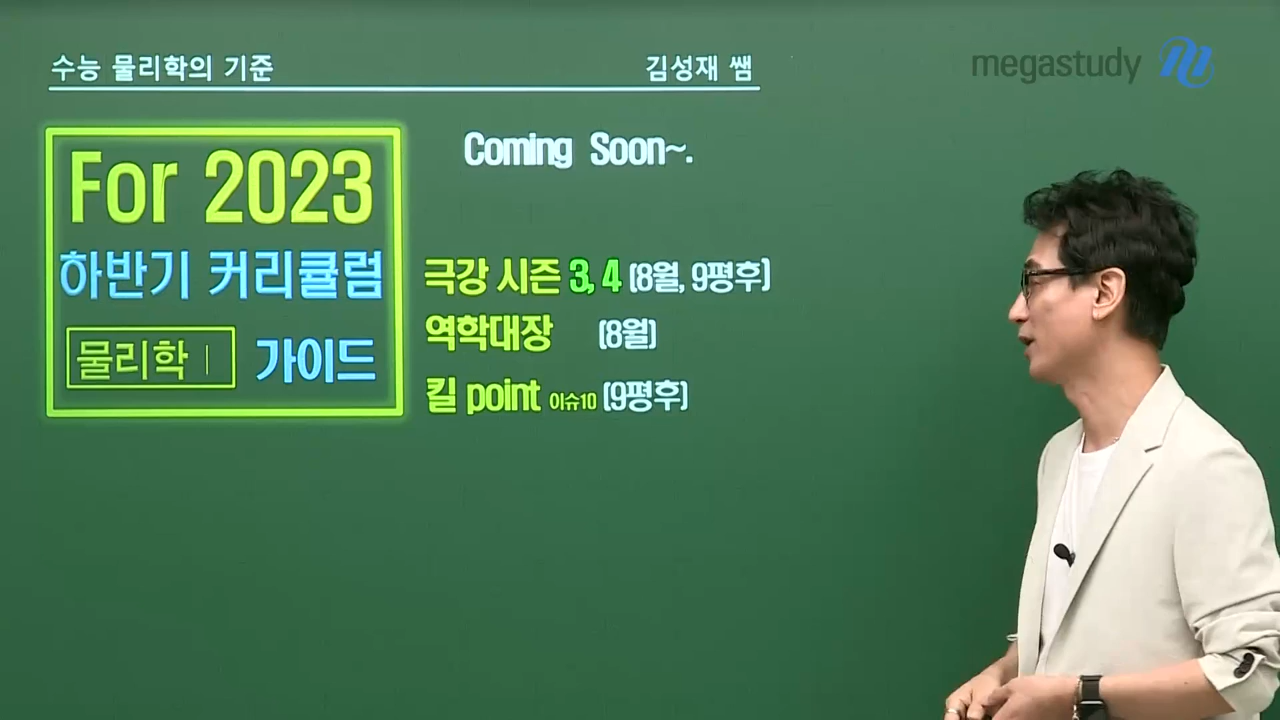 수능 물리학의 기준
김성재 쌤
megastudy
For 2023
하반기 커리큘럼
물리학 I
가이드
Coming Soon~.
극강 시즌 3, 4 (8월, 9평후)
역학대장 (8월)
킬 point 이슈10 (9평후)